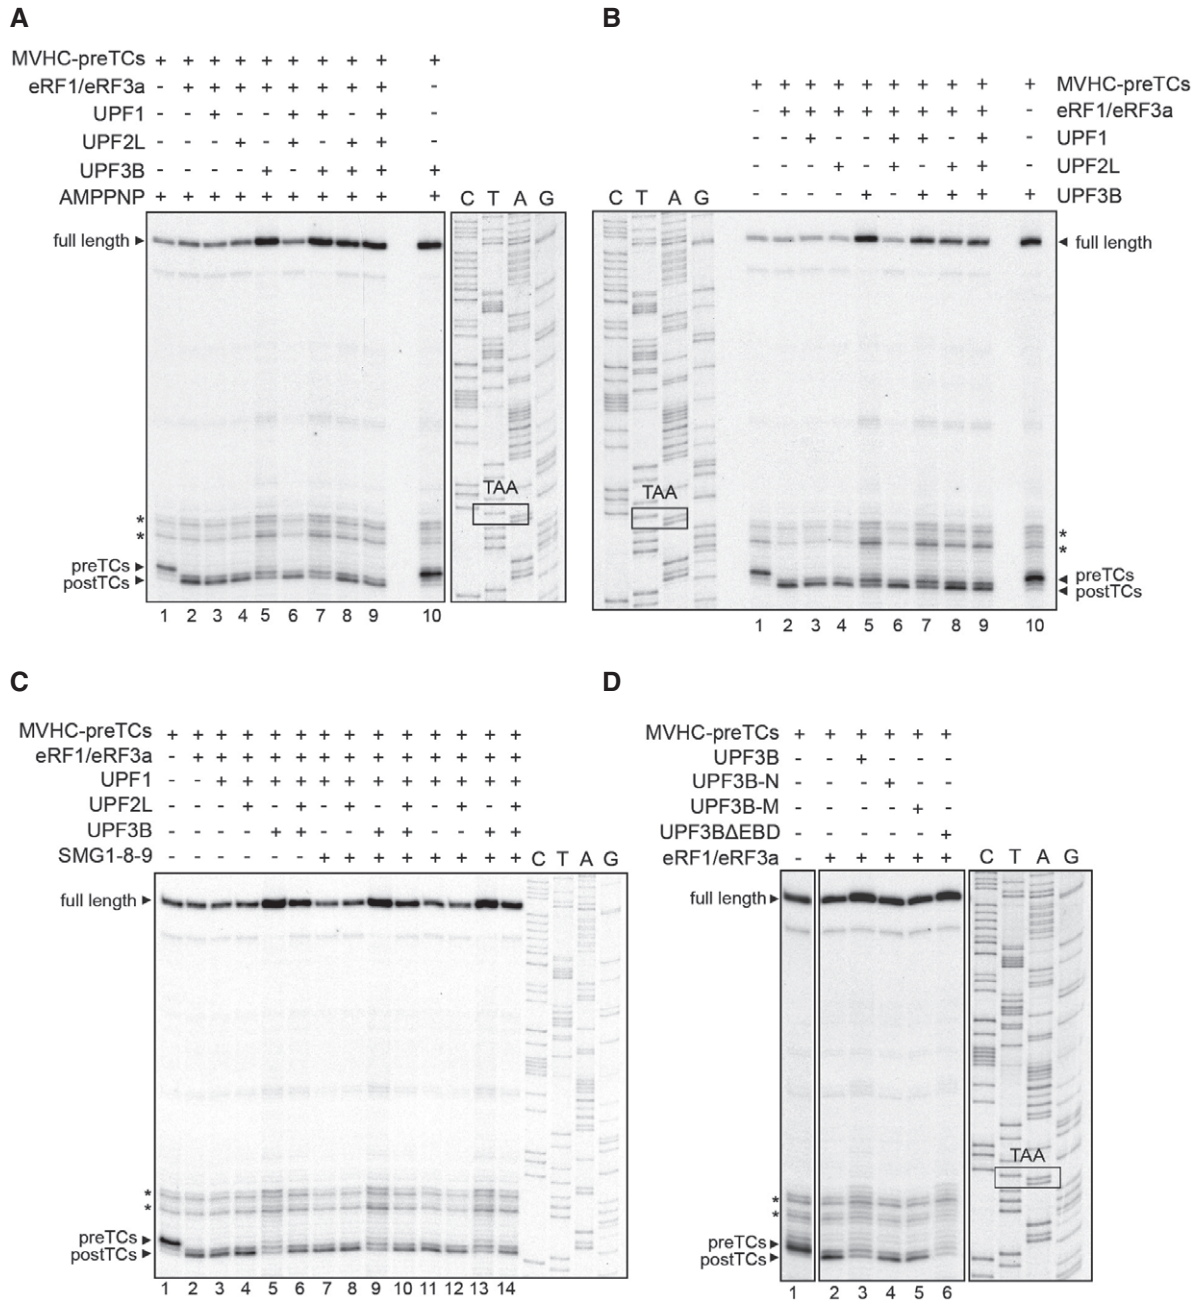 A
MVHC-preTCs + + + + + + + + + +
eRF1/eRF3a - + + + + + + + + -
UPF1 - - + - - + + - + -
UPF2L - - - + - + - + + -
UPF3B - - - - + - + + + +
AMPPNP + + + + + + + + + +
C T A G
full length
TAA
*
*
preTCs
postTCs
1 2 3 4 5 6 7 8 9 10
B
+ + + + + + + + + + MVHC-preTCs
- + + + + + + + + - eRF1/eRF3a
- - + - - + + - + - UPF1
- - - + - + - + + - UPF2L
- - - - + - + + + + UPF3B
C T A G
full length
TAA
*
*
preTCs
postTCs
1 2 3 4 5 6 7 8 9 10
C
MVHC-preTCs + + + + + + + + + + + + + +
eRF1/eRF3a - + + + + + + + + + + + + +
UPF1 - - + + + + + + + + + + + +
UPF2L - - - + - + - + - + - + - +
UPF3B - - - - + + - - + + - - + +
SMG1-8-9 - - - - - - + + + + + + + +
C T A G
full length
*
*
preTCs
postTCs
1 2 3 4 5 6 7 8 9 10 11 12 13 14
D
MVHC-preTCs + + + + + +
UPF3B - - + - - -
UPF3B-N - - - + - -
UPF3B-M - - - - + -
UPF3BΔEBD - - - - - +
eRF1/eRF3a - + + + + +
C T A G
full length
TAA
*
*
preTCs
postTCs
1 2 3 4 5 6